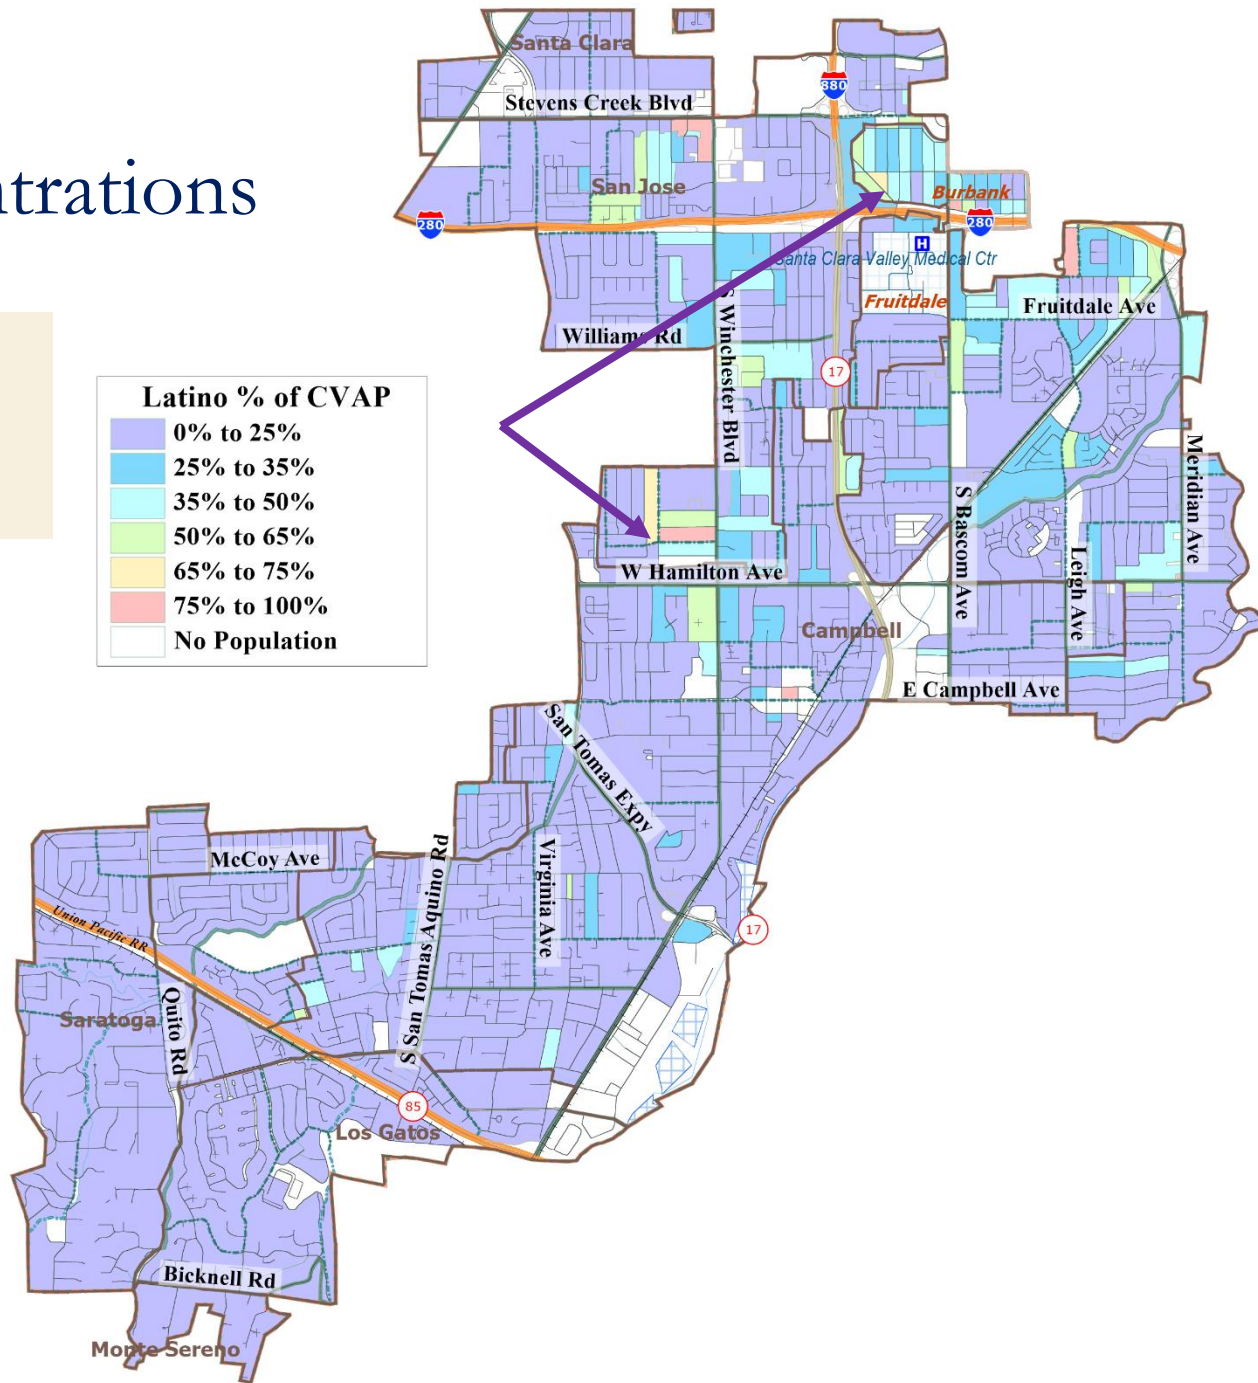 Santa Clara
880
Stevens Creek Blvd
ntrations
San Jose
Burbank
280
280
H
Santa Clara Valley Medical Ctr
Fruitdale
Fruitdale Ave
Williams Rd
S Winchester Blvd
17
Latino % of CVAP
0% to 25%
25% to 35%
35% to 50%
50% to 65%
65% to 75%
75% to 100%
No Population
Meridian Ave
S Bascom Ave
Leigh Ave
W Hamilton Ave
Campbell
E Campbell Ave
San Tomas Expy
McCoy Ave
S San Tomas Aquino Rd
Virginia Ave
Union Pacific RR
17
Saratoga
Quito Rd
85
Los Gatos
Bicknell Rd
Monte Sereno